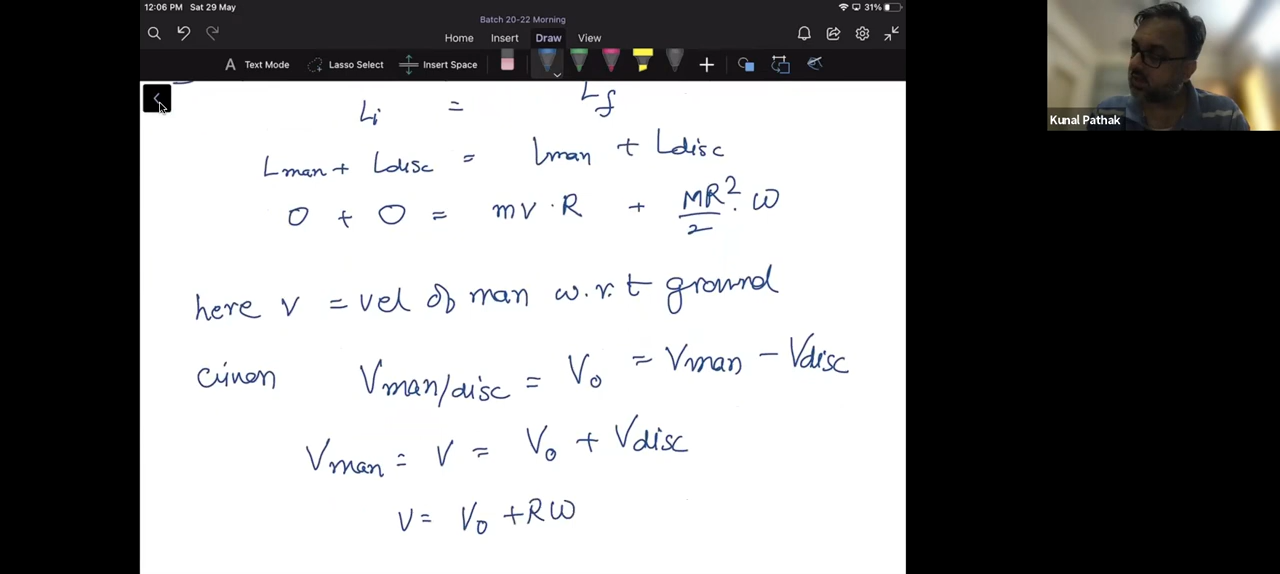 12:06 PM Sat 29 May
31%
Batch 20-22 Morning
Home Insert Draw View
Text Mode Lasso Select Insert Space
Li = Lf
Lman + Ldisc = Lman + Ldisc
0 + 0 = mv · R + MR²/2 · ω
here v = vel of man w.r.t ground
Given Vman/disc = V₀ = Vman - Vdisc
Vman = v = V₀ + Vdisc
v = V₀ + Rω
Kunal Pathak